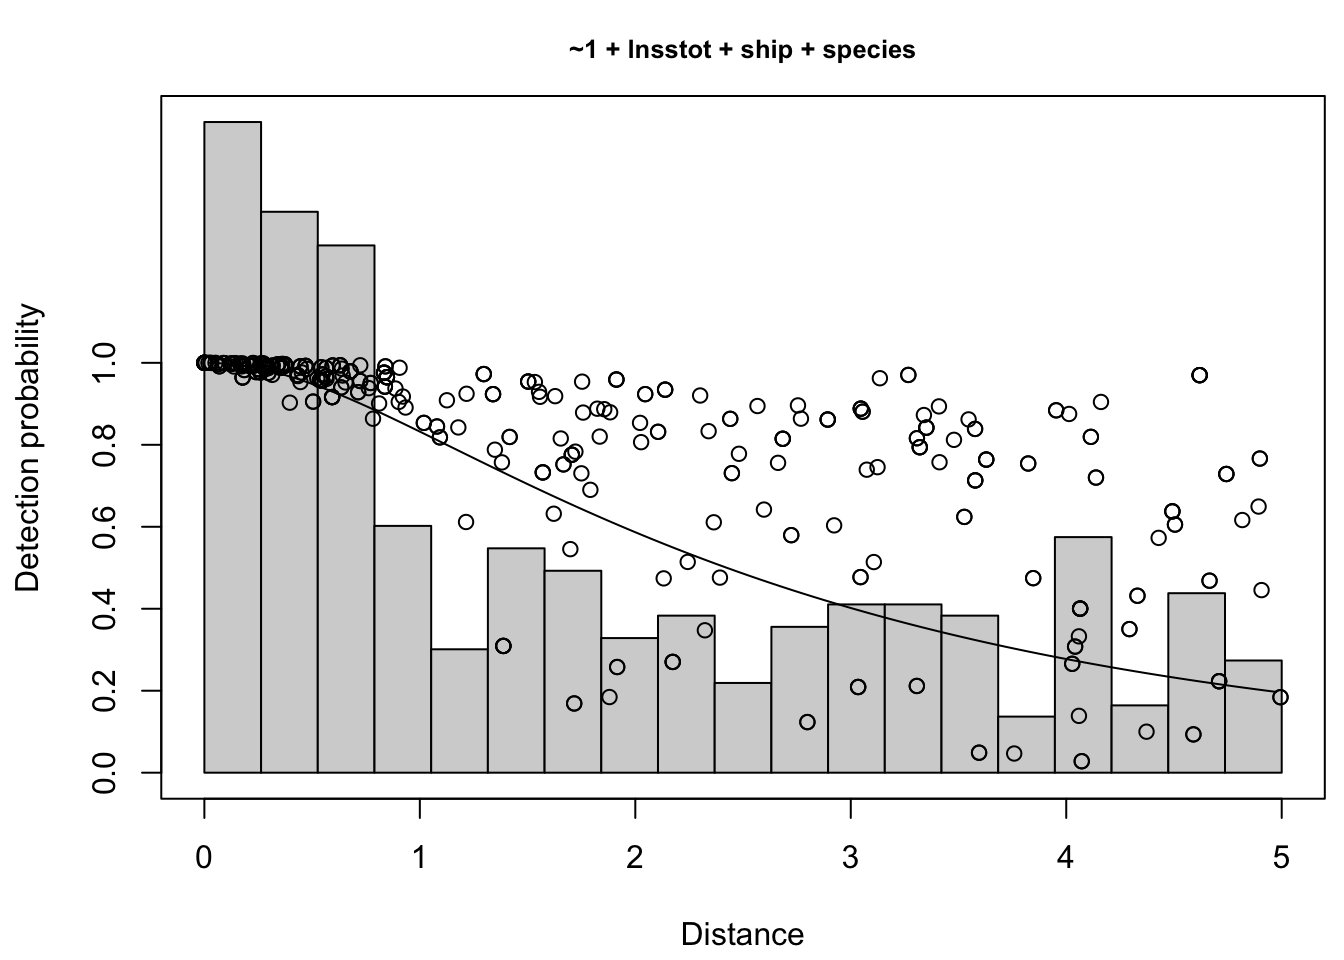 ~1 + lnsstot + ship + species
Detection probability
1.0
0.8
0.6
0.4
0.2
0.0
0 1 2 3 4 5
Distance